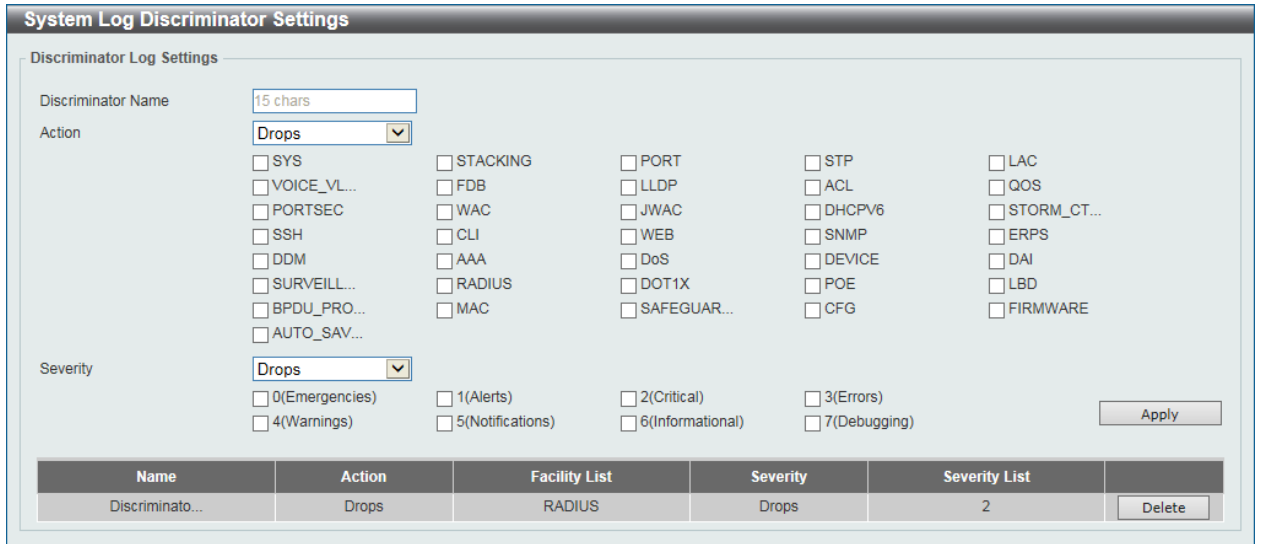 System Log Discriminator Settings
Discriminator Log Settings
Discriminator Name 15 chars
Action Drops
SYS STACKING PORT STP LAC
VOICE_VL... FDB LLDP ACL QOS
PORTSEC WAC JWAC DHCPV6 STORM_CT...
SSH CLI WEB SNMP ERPS
DDM AAA DoS DEVICE DAI
SURVEILL... RADIUS DOT1X POE LBD
BPDU_PRO... MAC SAFEGUAR... CFG FIRMWARE
AUTO_SAV...
Severity Drops
0(Emergencies) 1(Alerts) 2(Critical) 3(Errors)
4(Warnings) 5(Notifications) 6(Informational) 7(Debugging) Apply
Name Action Facility List Severity Severity List
Discriminato... Drops RADIUS Drops 2 Delete